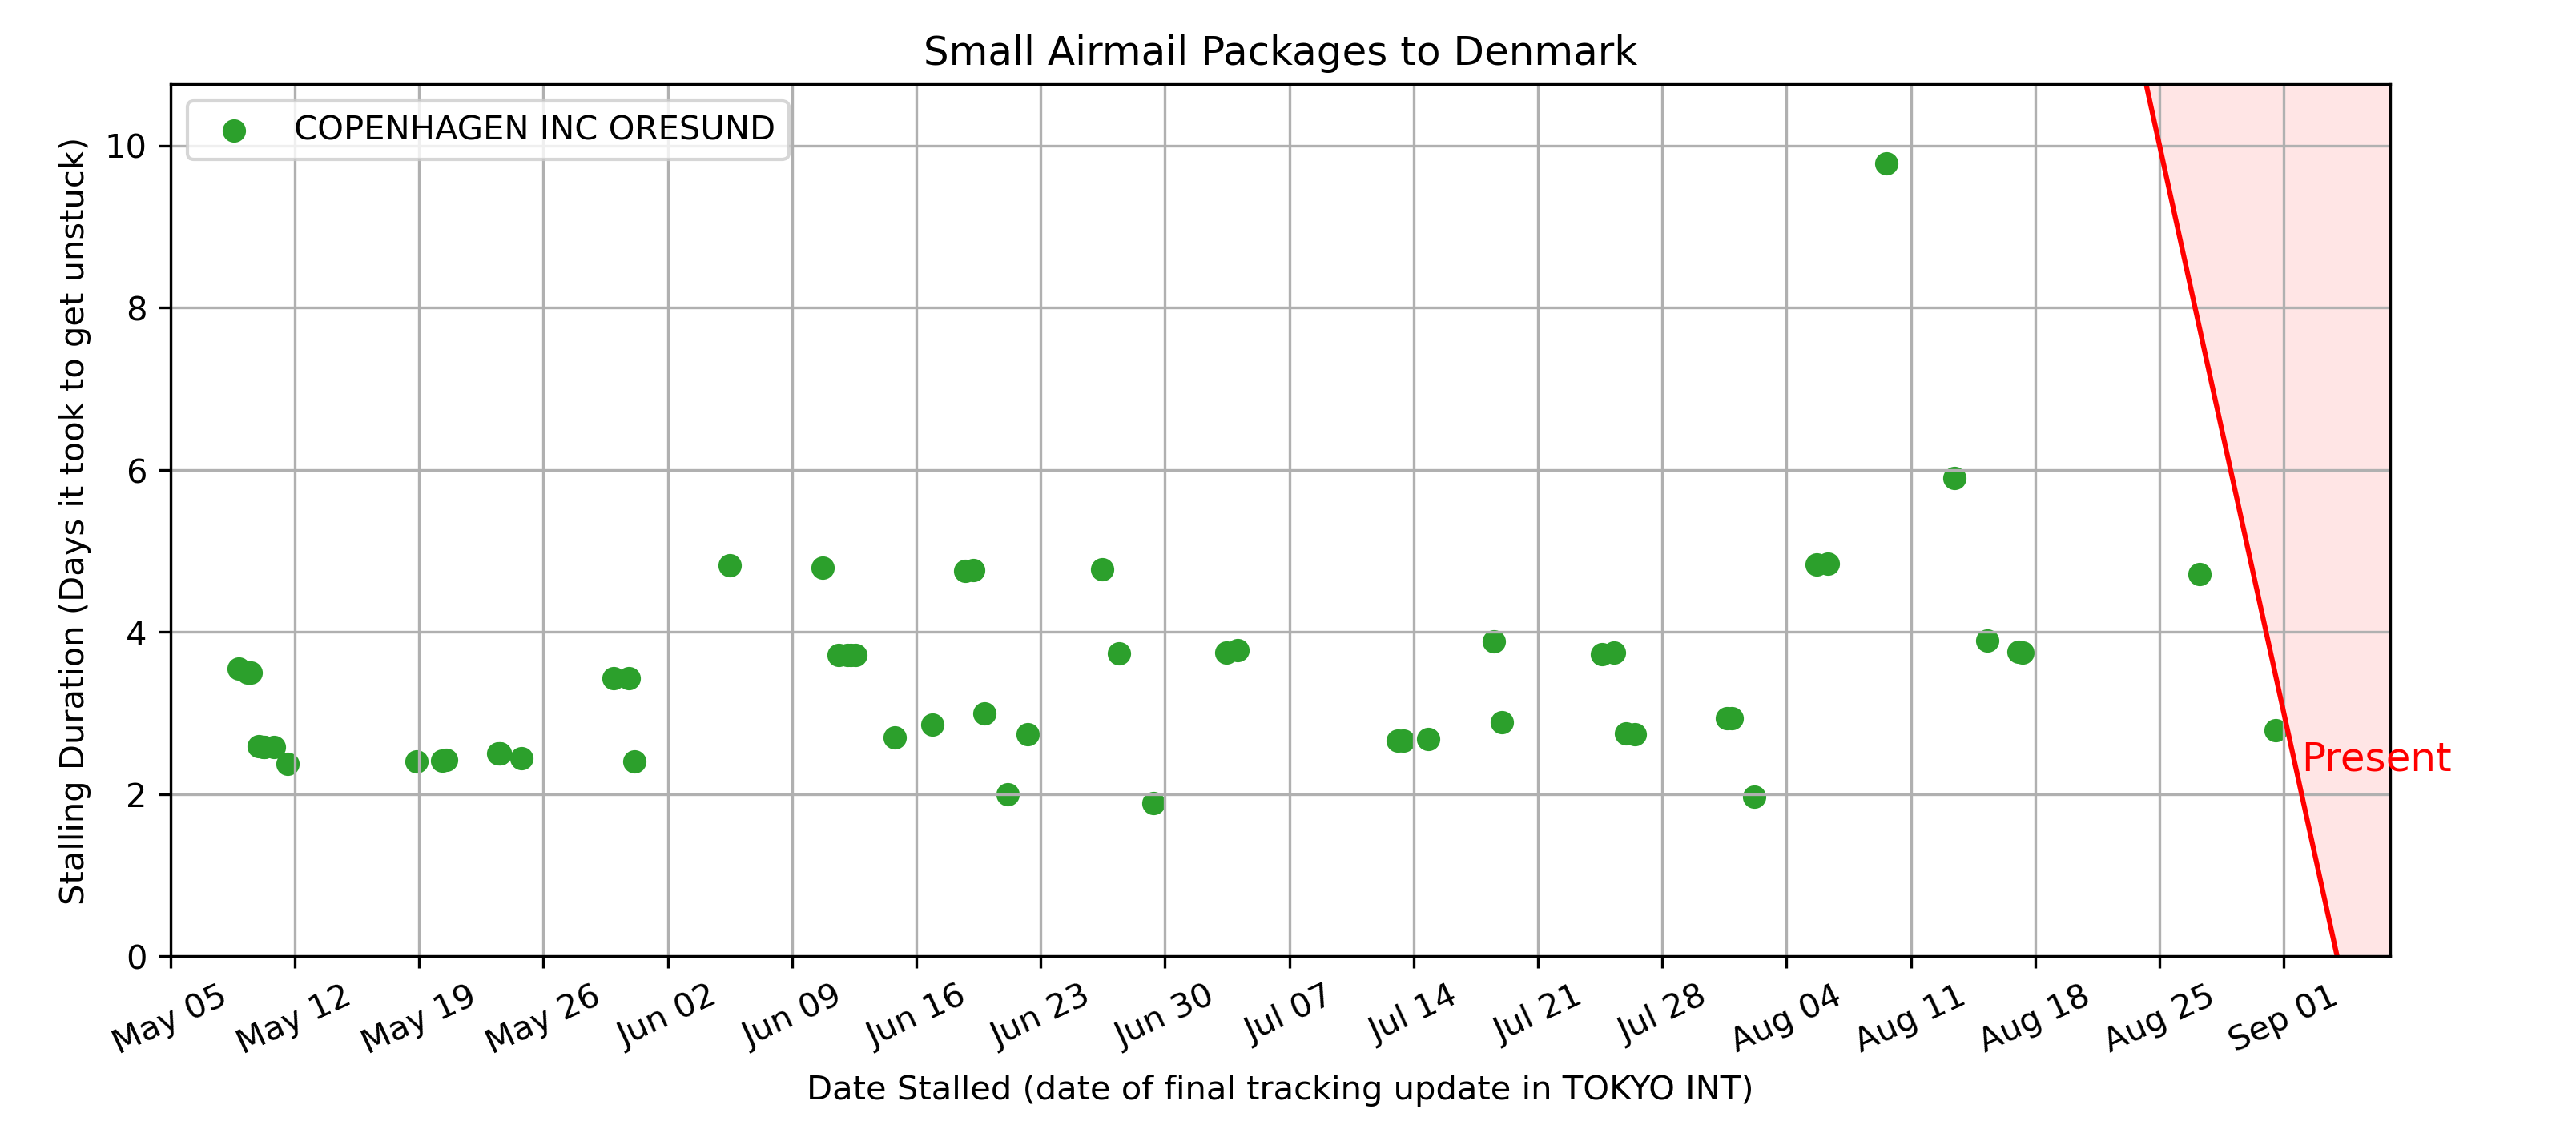 Small Airmail Packages to Denmark
COPENHAGEN INC ORESUND
Stalling Duration (Days it took to get unstuck)
10
8
6
4
2
0
Present
May 05
May 12
May 19
May 26
Jun 02
Jun 09
Jun 16
Jun 23
Jun 30
Jul 07
Jul 14
Jul 21
Jul 28
Aug 04
Aug 11
Aug 18
Aug 25
Sep 01
Date Stalled (date of final tracking update in TOKYO INT)